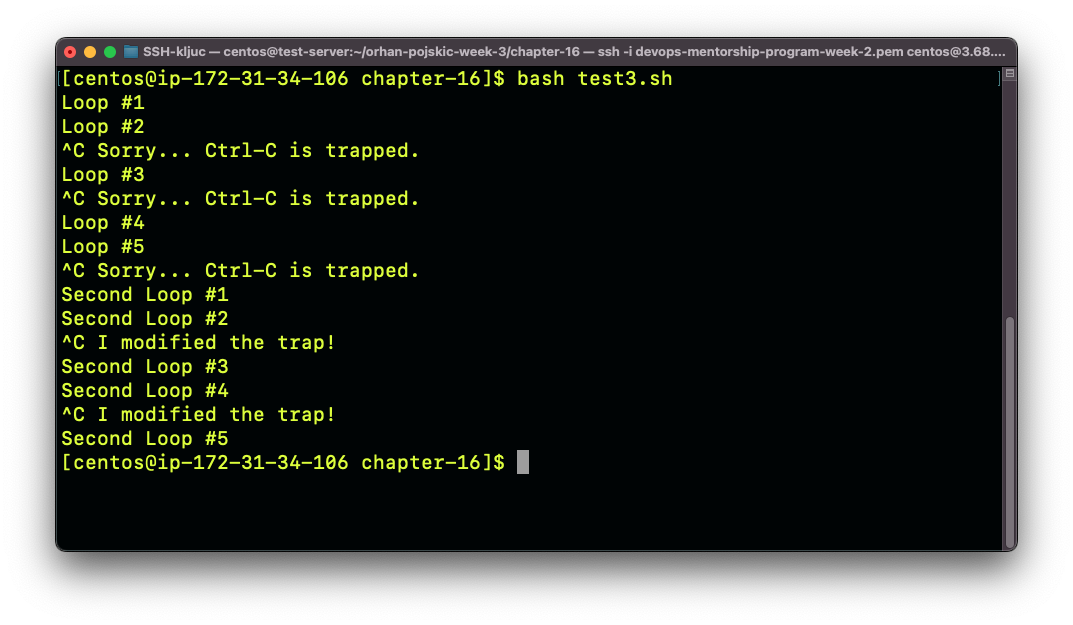 SSH-kljuc — centos@test-server:~/orhan-pojskic-week-3/chapter-16 — ssh -i devops-mentorship-program-week-2.pem centos@3.68....
[centos@ip-172-31-34-106 chapter-16]$ bash test3.sh
Loop #1
Loop #2
^C Sorry... Ctrl-C is trapped.
Loop #3
^C Sorry... Ctrl-C is trapped.
Loop #4
Loop #5
^C Sorry... Ctrl-C is trapped.
Second Loop #1
Second Loop #2
^C I modified the trap!
Second Loop #3
Second Loop #4
^C I modified the trap!
Second Loop #5
[centos@ip-172-31-34-106 chapter-16]$